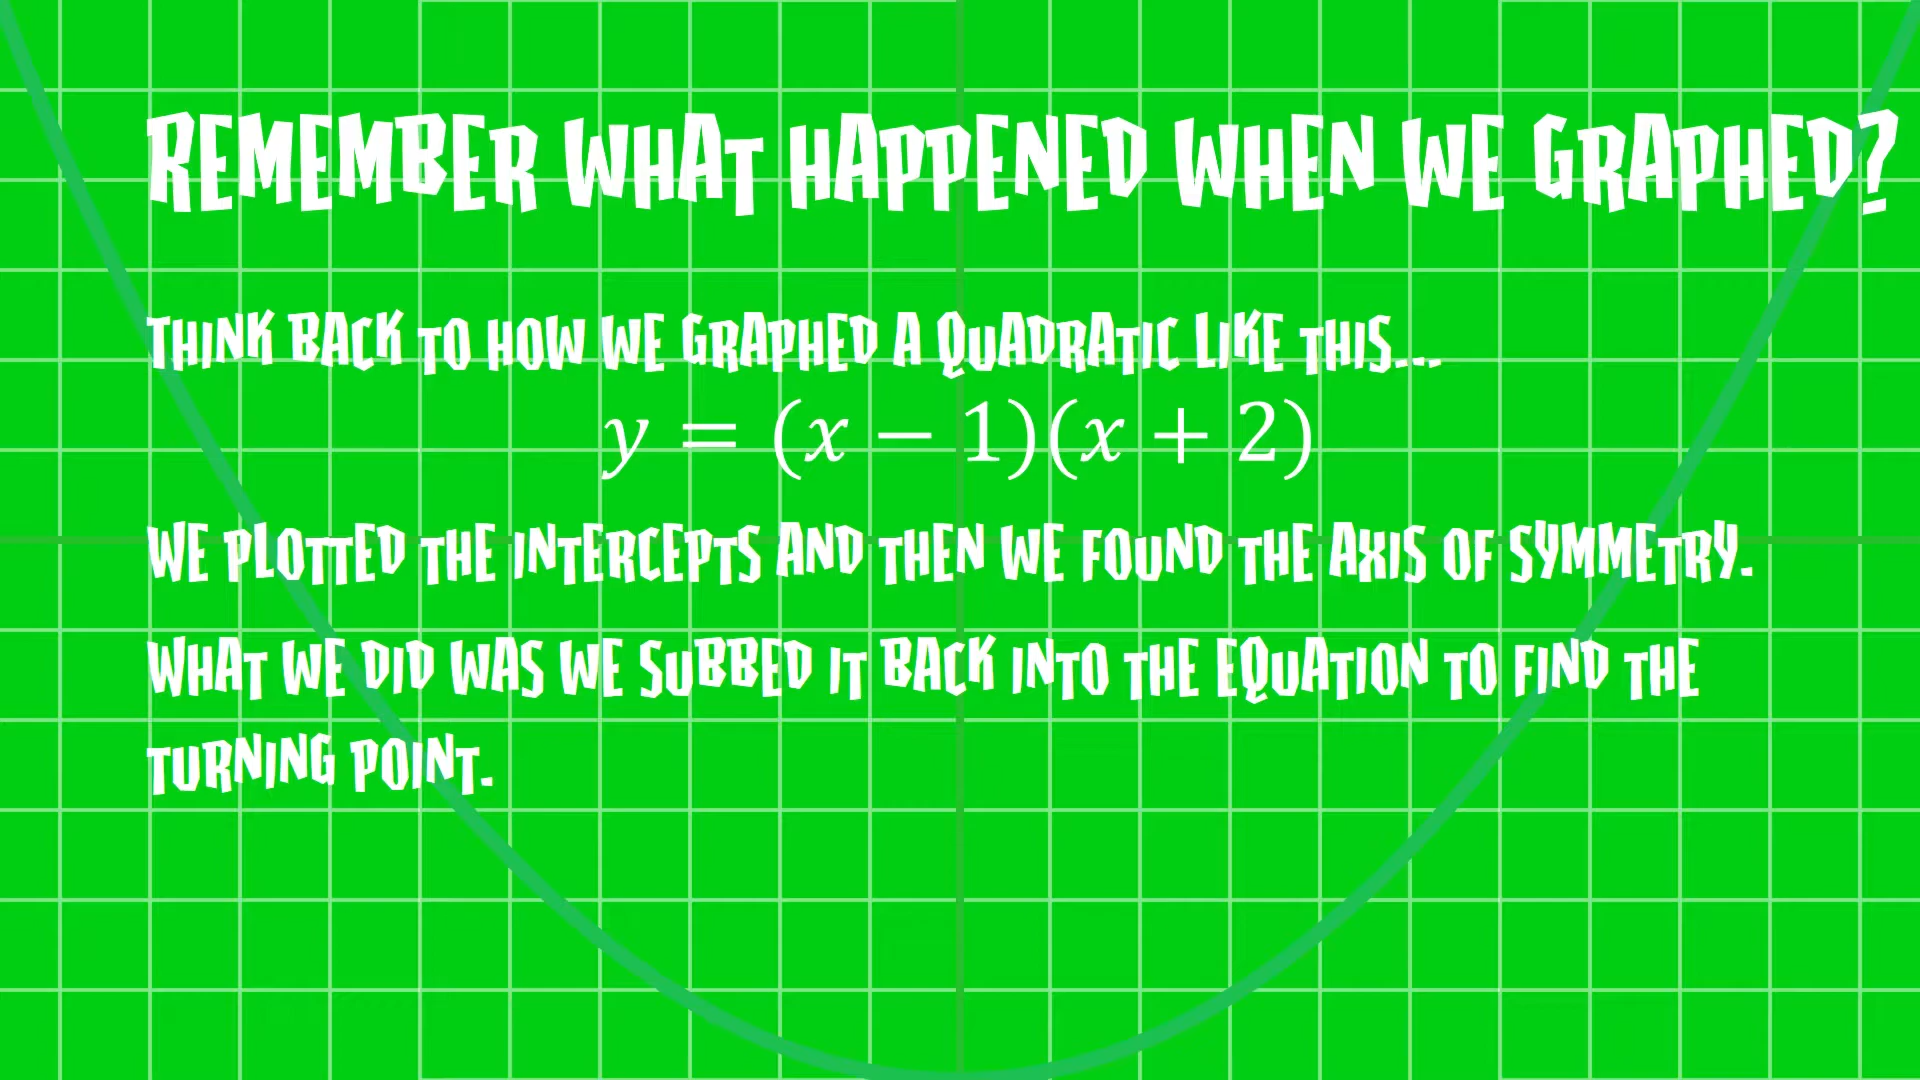 REMEMBER WHAT HAPPENED WHEN WE GRAPHED?
THINK BACK TO HOW WE GRAPHED A QUADRATIC LIKE THIS...
y = (x − 1)(x + 2)
WE PLOTTED THE INTERCEPTS AND THEN WE FOUND THE AXIS OF SYMMETRY.
WHAT WE DID WAS WE SUBBED IT BACK INTO THE EQUATION TO FIND THE
TURNING POINT.